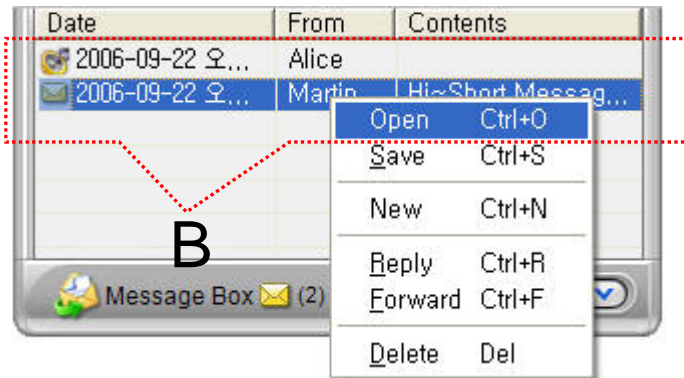 Date From Contents
2006-09-22 오... Alice
2006-09-22 오... Martin Hi~Short Messag...
Open Ctrl+O
Save Ctrl+S
New Ctrl+N
B
Reply Ctrl+R
Message Box (2)
Forward Ctrl+F
Delete Del